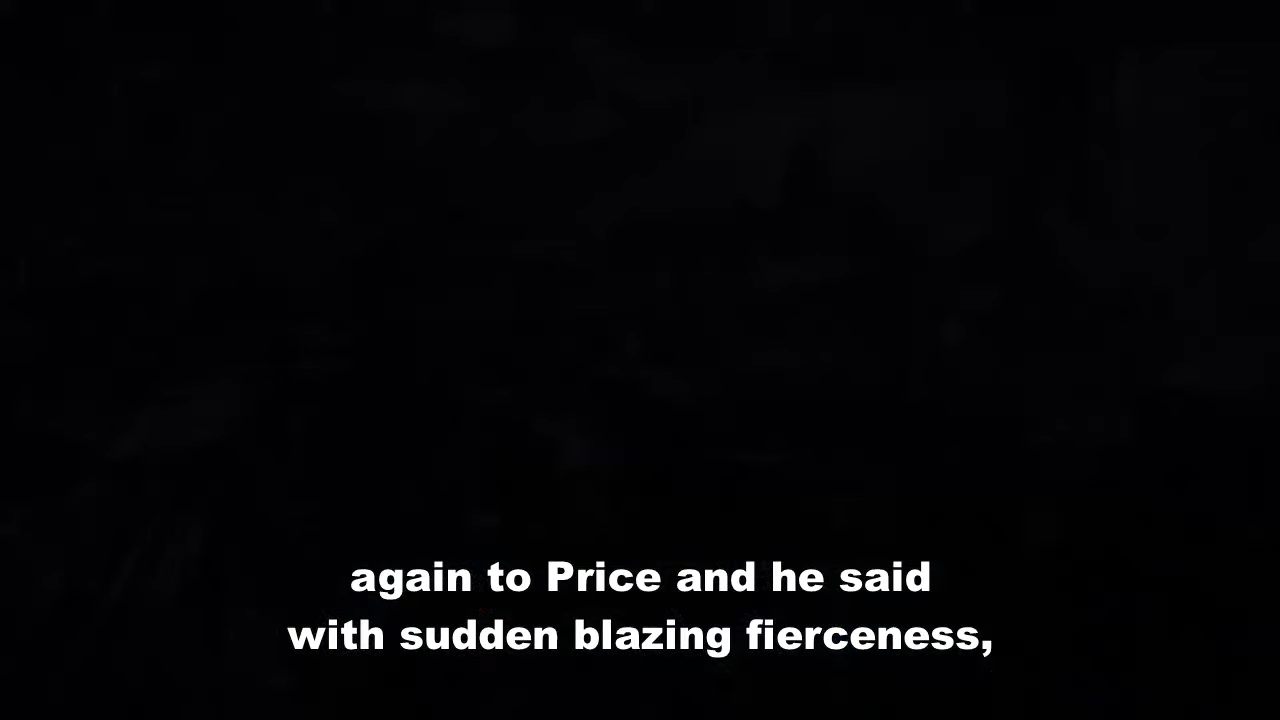 again to Price and he said
with sudden blazing fierceness,